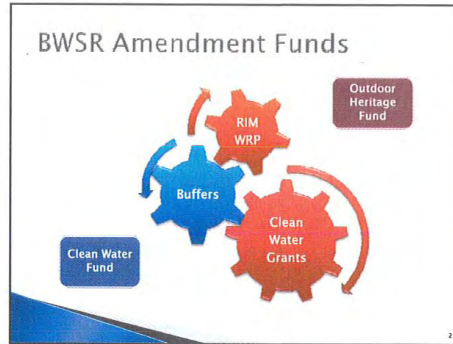 BWSR Amendment Funds
Outdoor
Heritage
Fund
RIM
WRP
Buffers
Clean
Water
Grants
Clean Water
Fund
2